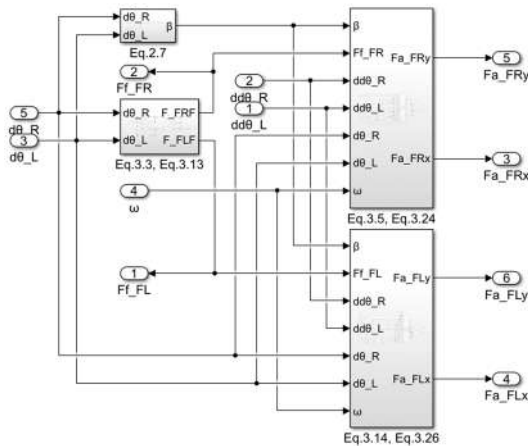 dθ_R
dθ_L
β
Eq.2.7
2
Ff_FR
5
dθ_R
3
dθ_L
dθ_R
dθ_L
F_FRF
F_FLF
Eq.3.3, Eq.3.13
4
ω
1
Ff_FL
2
ddθ_R
1
ddθ_L
β
Ff_FR
ddθ_R
ddθ_L
dθ_R
dθ_L
ω
Fa_FRy
Fa_FRx
Eq.3.5, Eq.3.24
5
Fa_FRy
3
Fa_FRx
β
Ff_FL
ddθ_R
ddθ_L
dθ_R
dθ_L
ω
Fa_FLy
Fa_FLx
Eq.3.14, Eq.3.26
6
Fa_FLy
4
Fa_FLx